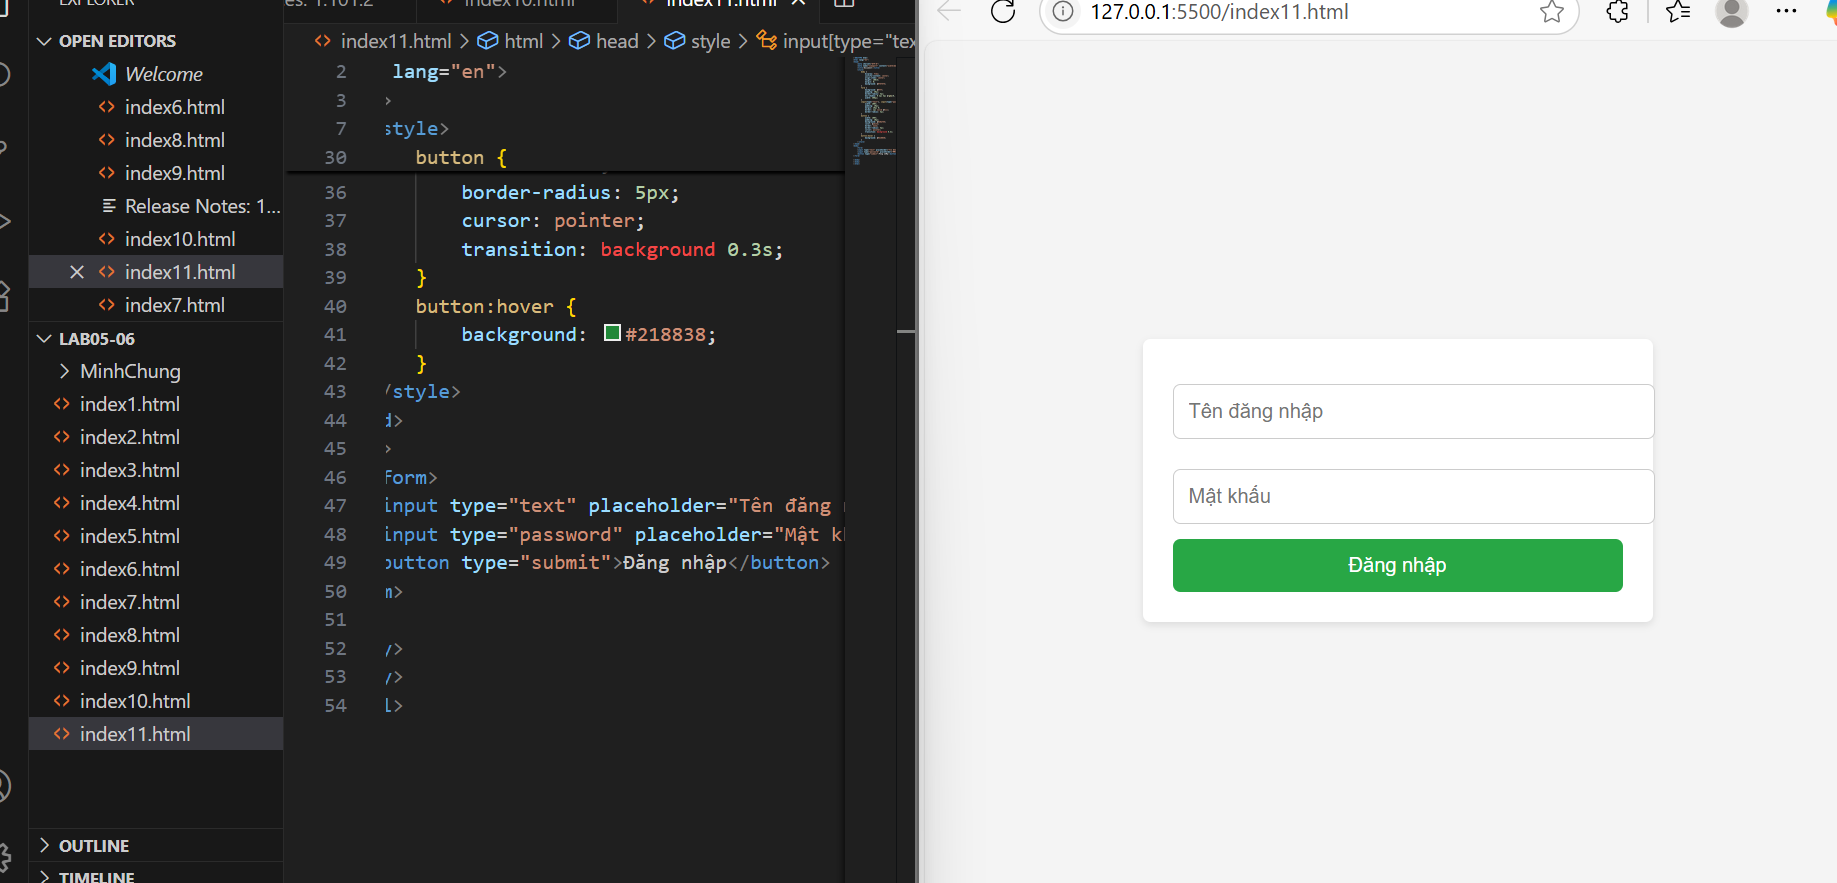 EXPLORER
OPEN EDITORS
Welcome
index6.html
index8.html
index9.html
Release Notes: 1...
index10.html
index11.html
index7.html
LAB05-06
MinhChung
index1.html
index2.html
index3.html
index4.html
index5.html
index6.html
index7.html
index8.html
index9.html
index10.html
index11.html
OUTLINE
TIMELINE
es: 1.101.2 index10.html index11.html
index11.html > html > head > style > input[type="tex
2 lang="en">
3 >
7 style>
30 button {
36 border-radius: 5px;
37 cursor: pointer;
38 transition: background 0.3s;
39 }
40 button:hover {
41 background: #218838;
42 }
43 /style>
44 d>
45 >
46 form>
47 input type="text" placeholder="Tên đăng
48 input type="password" placeholder="Mật k
49 button type="submit">Đăng nhập</button>
50 m>
51
52 y>
53 y>
54 l>
127.0.0.1:5500/index11.html
Tên đăng nhập
Mật khẩu
Đăng nhập